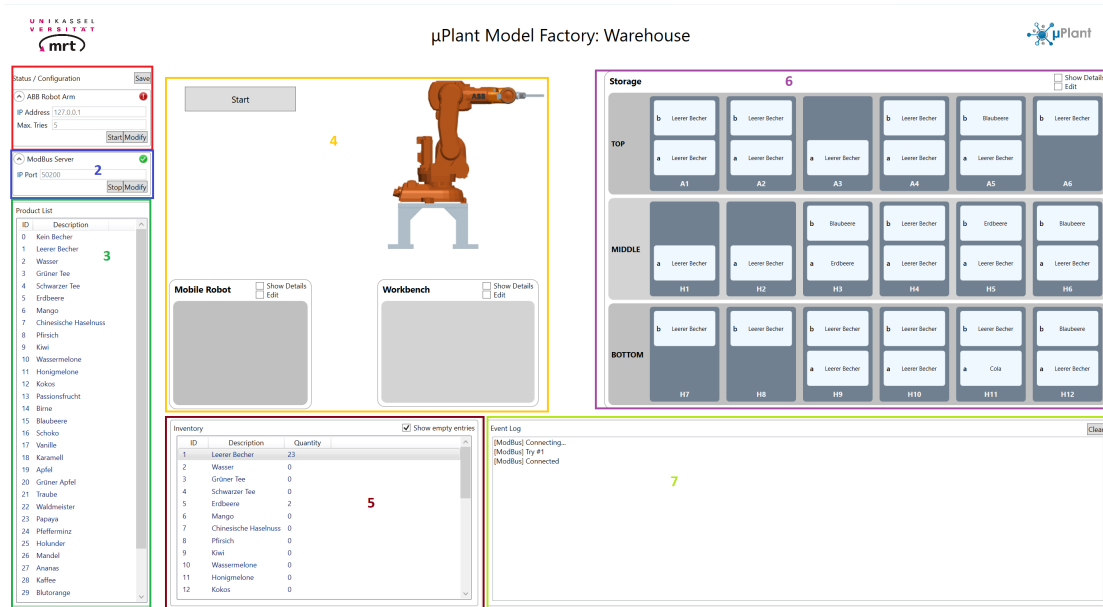 UNIKASSEL
VERSITÄT
mrt
µPlant Model Factory: Warehouse
µPlant
Status / Configuration
Save
ABB Robot Arm
IP Address 127.0.0.1
Max. Tries 5
Start Modify
ModBus Server
2
IP Port 50200
Stop Modify
Product List
ID Description
3
0 Kein Becher
1 Leerer Becher
2 Wasser
3 Grüner Tee
4 Schwarzer Tee
5 Erdbeere
6 Mango
7 Chinesische Haselnuss
8 Pfirsich
9 Kiwi
10 Wassermelone
11 Honigmelone
12 Kokos
13 Passionsfrucht
14 Birne
15 Blaubeere
16 Schoko
17 Vanille
18 Karamell
19 Apfel
20 Grüner Apfel
21 Traube
22 Waldmeister
23 Papaya
24 Pfefferminz
25 Holunder
26 Mandel
27 Ananas
28 Kaffee
29 Blutorange
Start
ABB
4
Mobile Robot
Show Details
Edit
Workbench
Show Details
Edit
Storage
6
Show Details
Edit
TOP
b Leerer Becher
a Leerer Becher
A1
b Leerer Becher
a Leerer Becher
A2
a Leerer Becher
A3
b Leerer Becher
a Leerer Becher
A4
b Blaubeere
a Leerer Becher
A5
b Leerer Becher
A6
MIDDLE
a Leerer Becher
H1
a Leerer Becher
H2
b Blaubeere
a Erdbeere
H3
b Leerer Becher
a Leerer Becher
H4
b Erdbeere
a Leerer Becher
H5
b Blaubeere
a Leerer Becher
H6
BOTTOM
b Leerer Becher
H7
b Leerer Becher
H8
b Leerer Becher
a Leerer Becher
H9
b Leerer Becher
a Leerer Becher
H10
b Leerer Becher
a Cola
H11
b Blaubeere
a Leerer Becher
H12
Inventory
Show empty entries
ID Description Quantity
1 Leerer Becher 23
2 Wasser 0
3 Grüner Tee 0
4 Schwarzer Tee 0
5 Erdbeere 2
6 Mango 0
7 Chinesische Haselnuss 0
8 Pfirsich 0
9 Kiwi 0
10 Wassermelone 0
11 Honigmelone 0
12 Kokos 0
5
Event Log
Clear
[ModBus] Connecting...
[ModBus] Try #1
[ModBus] Connected
7